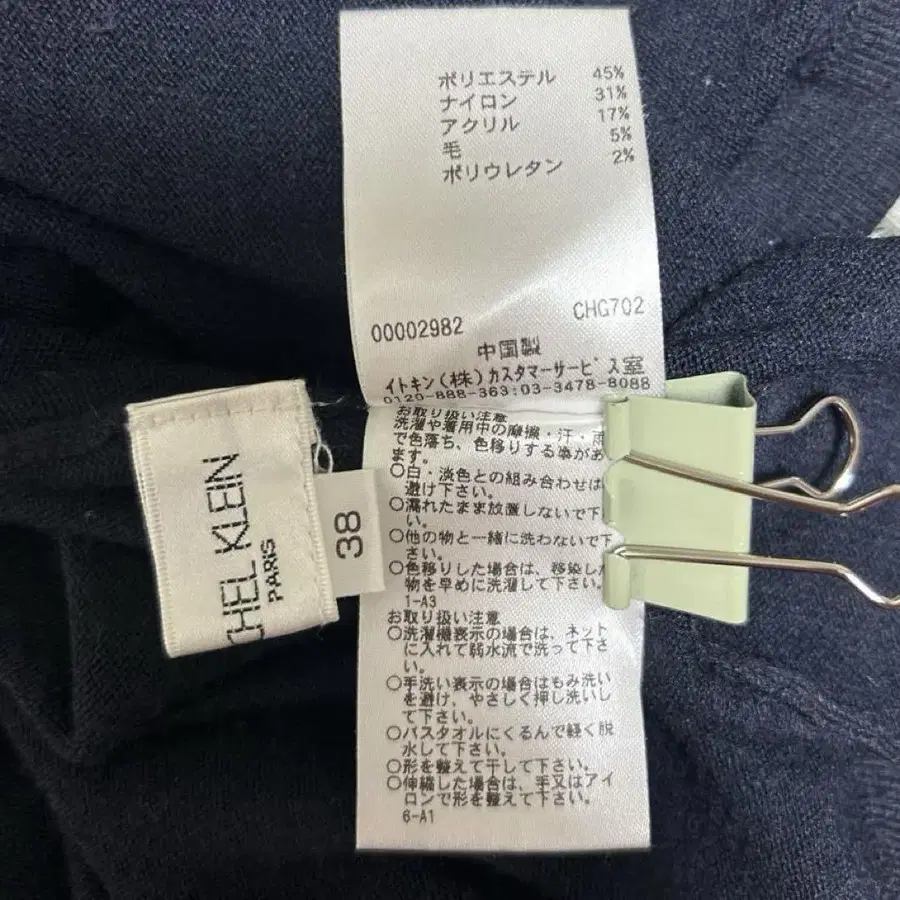 ポリエステル 45%
ナイロン 31%
アクリル 17%
毛 5%
ポリウレタン 2%
00002982 CHG702
中国製
イトキン(株)カスタマーサービス室
0120-888-363:03-3478-8088
お取り扱い注意
洗濯や着用中の摩擦・汗・雨
で色落ち、色移りする事があ
ます。
○白・淡色との組み合わせは
避け下さい。
○濡れたまま放置しないで下
い。
○他の物と一緒に洗わないで下
さい。
○色移りした場合は、移染した
物を早めに洗濯して下さい。
1-A3
お取り扱い注意
○洗濯機表示の場合は、ネット
に入れて弱水流で洗って下さ
い。
○手洗い表示の場合はもみ洗い
を避け、やさしく押し洗いし
て下さい。
○バスタオルにくるんで軽く脱
水して下さい。
○形を整えて干して下さい。
○伸縮した場合は、手又はアイ
ロンで形を整えて下さい。
6-A1
CHEL KLEIN
PARIS
38